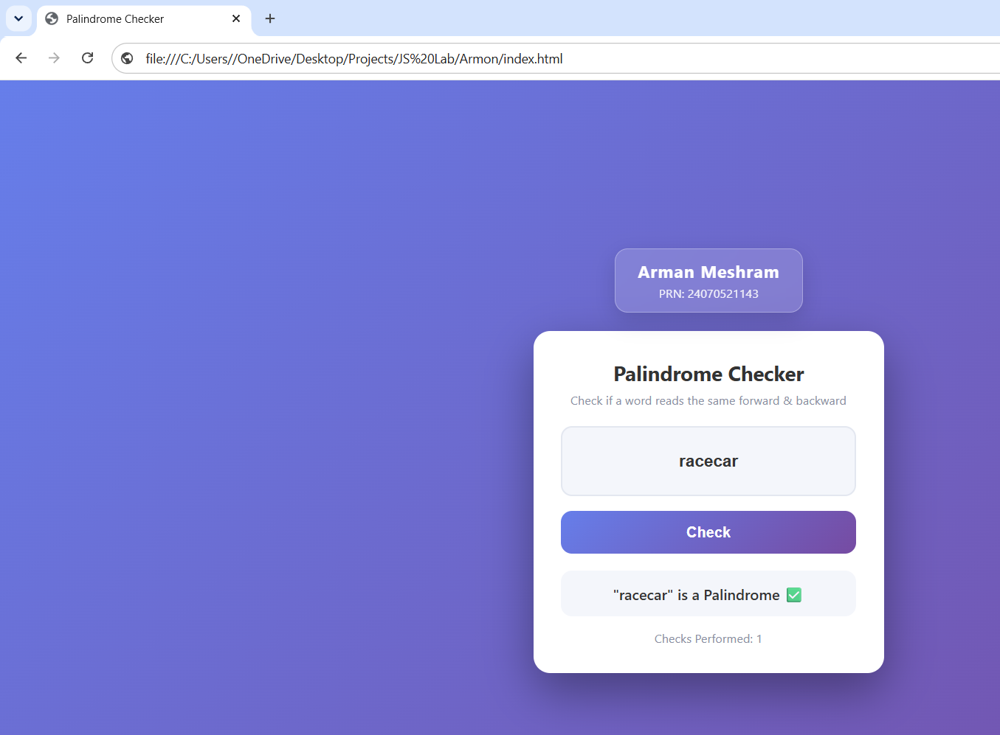 Palindrome Checker
file:///C:/Users//OneDrive/Desktop/Projects/JS%20Lab/Armon/index.html
Arman Meshram
PRN: 24070521143
Palindrome Checker
Check if a word reads the same forward & backward
racecar
Check
"racecar" is a Palindrome ✅
Checks Performed: 1